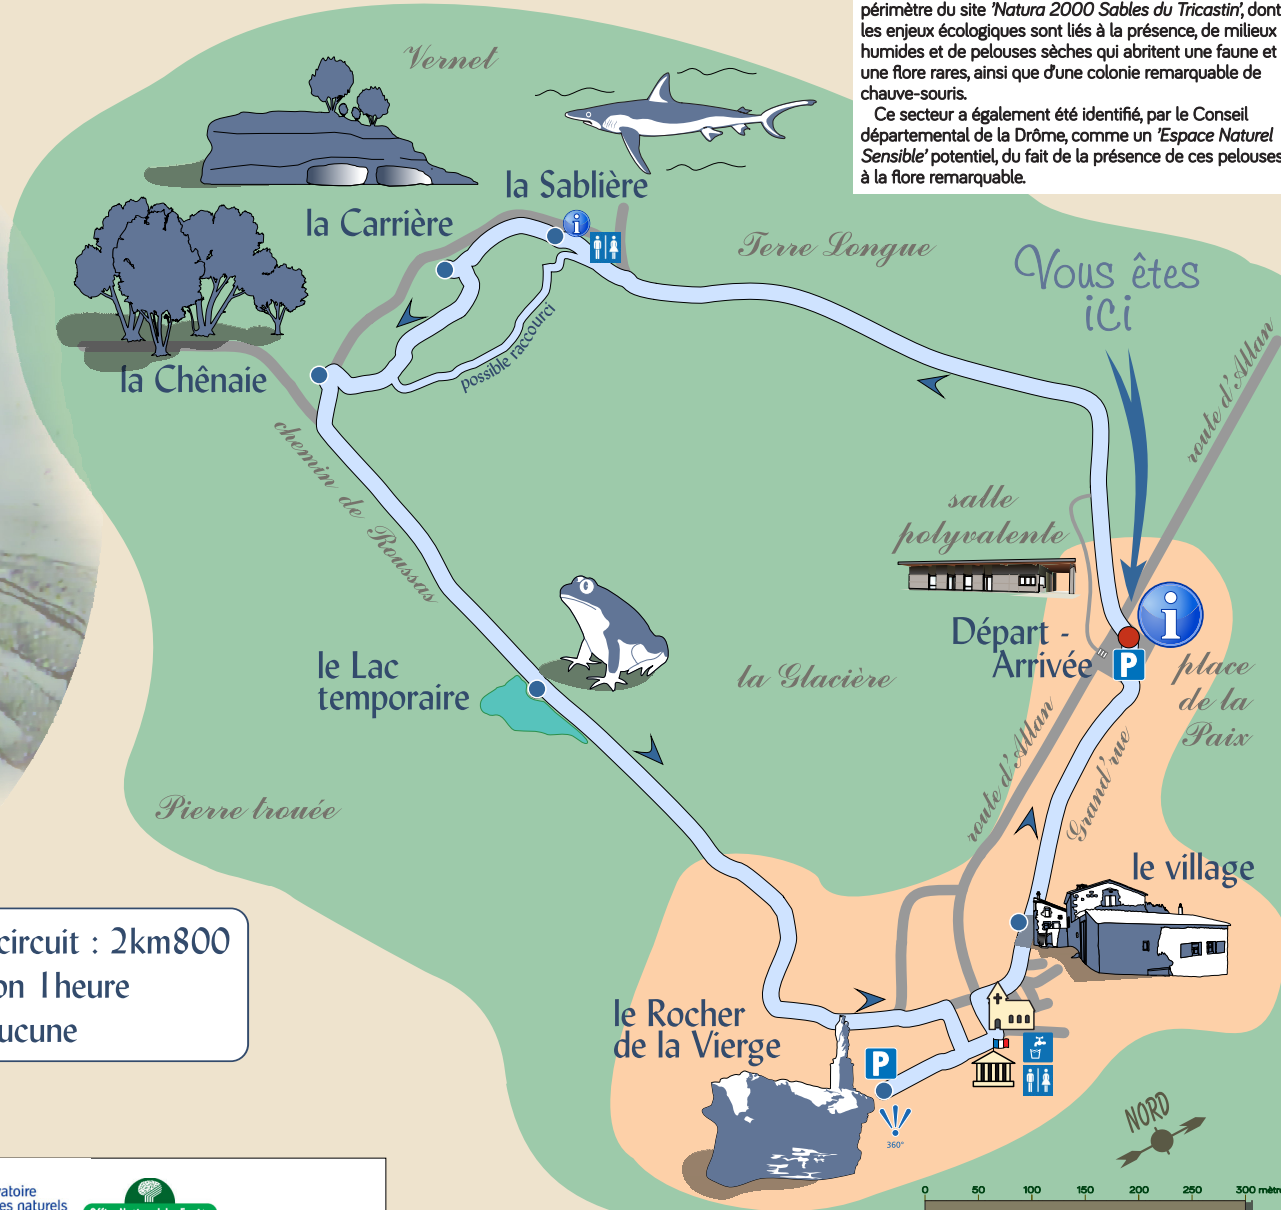 périmètre du site 'Natura 2000 Sables du Tricastin', dont
les enjeux écologiques sont liés à la présence, de milieux
humides et de pelouses sèches qui abritent une faune et
une flore rares, ainsi que d'une colonie remarquable de
chauve-souris.
Ce secteur a également été identifié, par le Conseil
départemental de la Drôme, comme un 'Espace Naturel
Sensible' potentiel, du fait de la présence de ces pelouses
à la flore remarquable.
Vernet
la Sablière
la Carrière
i
Terre Longue
Vous êtes
ici
possible raccourci
route d'Allan
la Chênaie
chemin de Roussas
salle
polyvalente
i
Départ -
Arrivée
P
place
de la
Paix
le Lac
temporaire
la Glacière
route d'Allan
Grand'rue
Pierre trouée
le village
circuit : 2km800
on 1heure
ucune
le Rocher
de la Vierge
P
360°
NORD
0 50 100 150 200 250 300 mètre
vatoire
es naturels